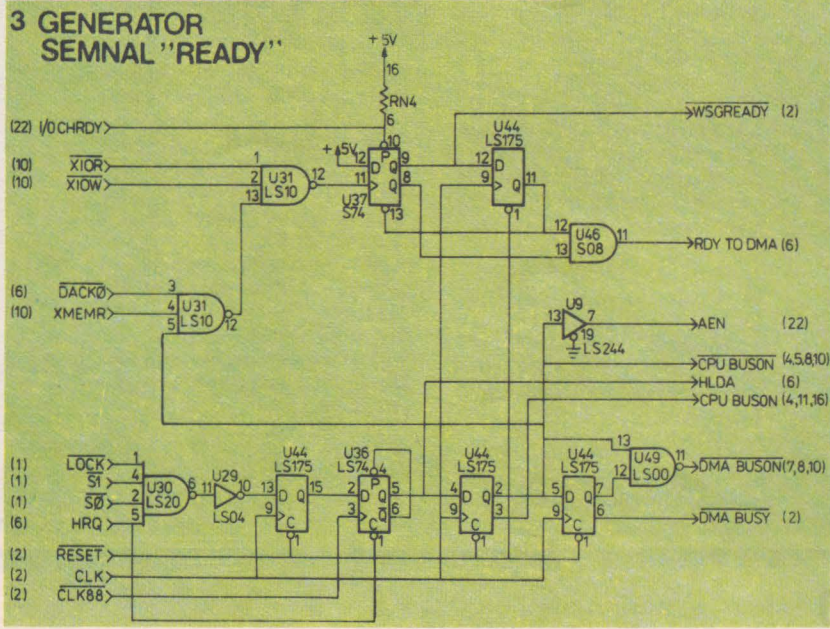 3 GENERATOR
SEMNAL "READY"
+5V
16
RN4
6
(22) I/O CHRDY
WSGREADY (2)
+5V
12
10
P
D
Q
9
11
Q
8
U37
S74
13
U44
LS175
12
D
Q
9
11
1
(10) XIOR
1
(10) XIOW
2
13
U31
LS10
12
12
U46
S08
13
11
RDY TO DMA (6)
(6) DACKØ
3
(10) XMEMR
4
5
U31
LS10
12
U9
13
7
19
LS244
AEN (22)
CPU BUSON (4,5,8,10)
HLDA (6)
CPU BUSON (4,11,16)
(1) LOCK
1
(1) S1
4
(1) SØ
2
(6) HRQ
5
U30
LS20
6
U29
11
10
LS04
U44
LS175
13
D
Q
15
9
C
1
U36
LS74
4
P
2
D
Q
5
3
C
Q
6
1
U44
LS175
4
D
Q
2
9
3
C
1
U44
LS175
5
D
Q
7
9
6
C
1
13
U49
LS00
12
11
DMA BUSON (7,8,10)
DMA BUSY (2)
(2) RESET
(2) CLK
(2) CLK88